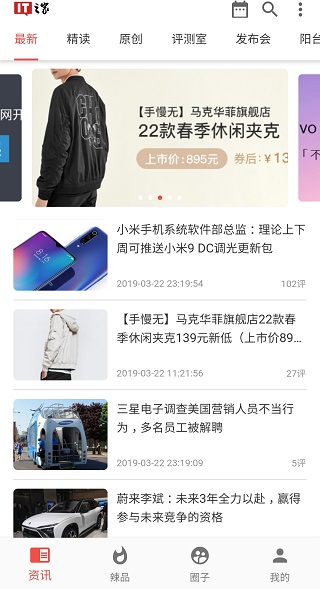 IT之家
最新 精读 原创 评测室 发布会 阳台
网开
【手慢无】马克华菲旗舰店
22款春季休闲夹克
上市价：895元 券后：¥13
VO
「不
小米手机系统软件部总监：理论上下
周可推送小米9 DC调光更新包
2019-03-22 23:19:54 102评
【手慢无】马克华菲旗舰店22款春
季休闲夹克139元新低（上市价89...
2019-03-22 11:21:56 27评
三星电子调查美国营销人员不当行
为，多名员工被解聘
2019-03-22 23:19:09 5评
蔚来李斌：未来3年全力以赴，赢得
参与未来竞争的资格
资讯 辣品 圈子 我的